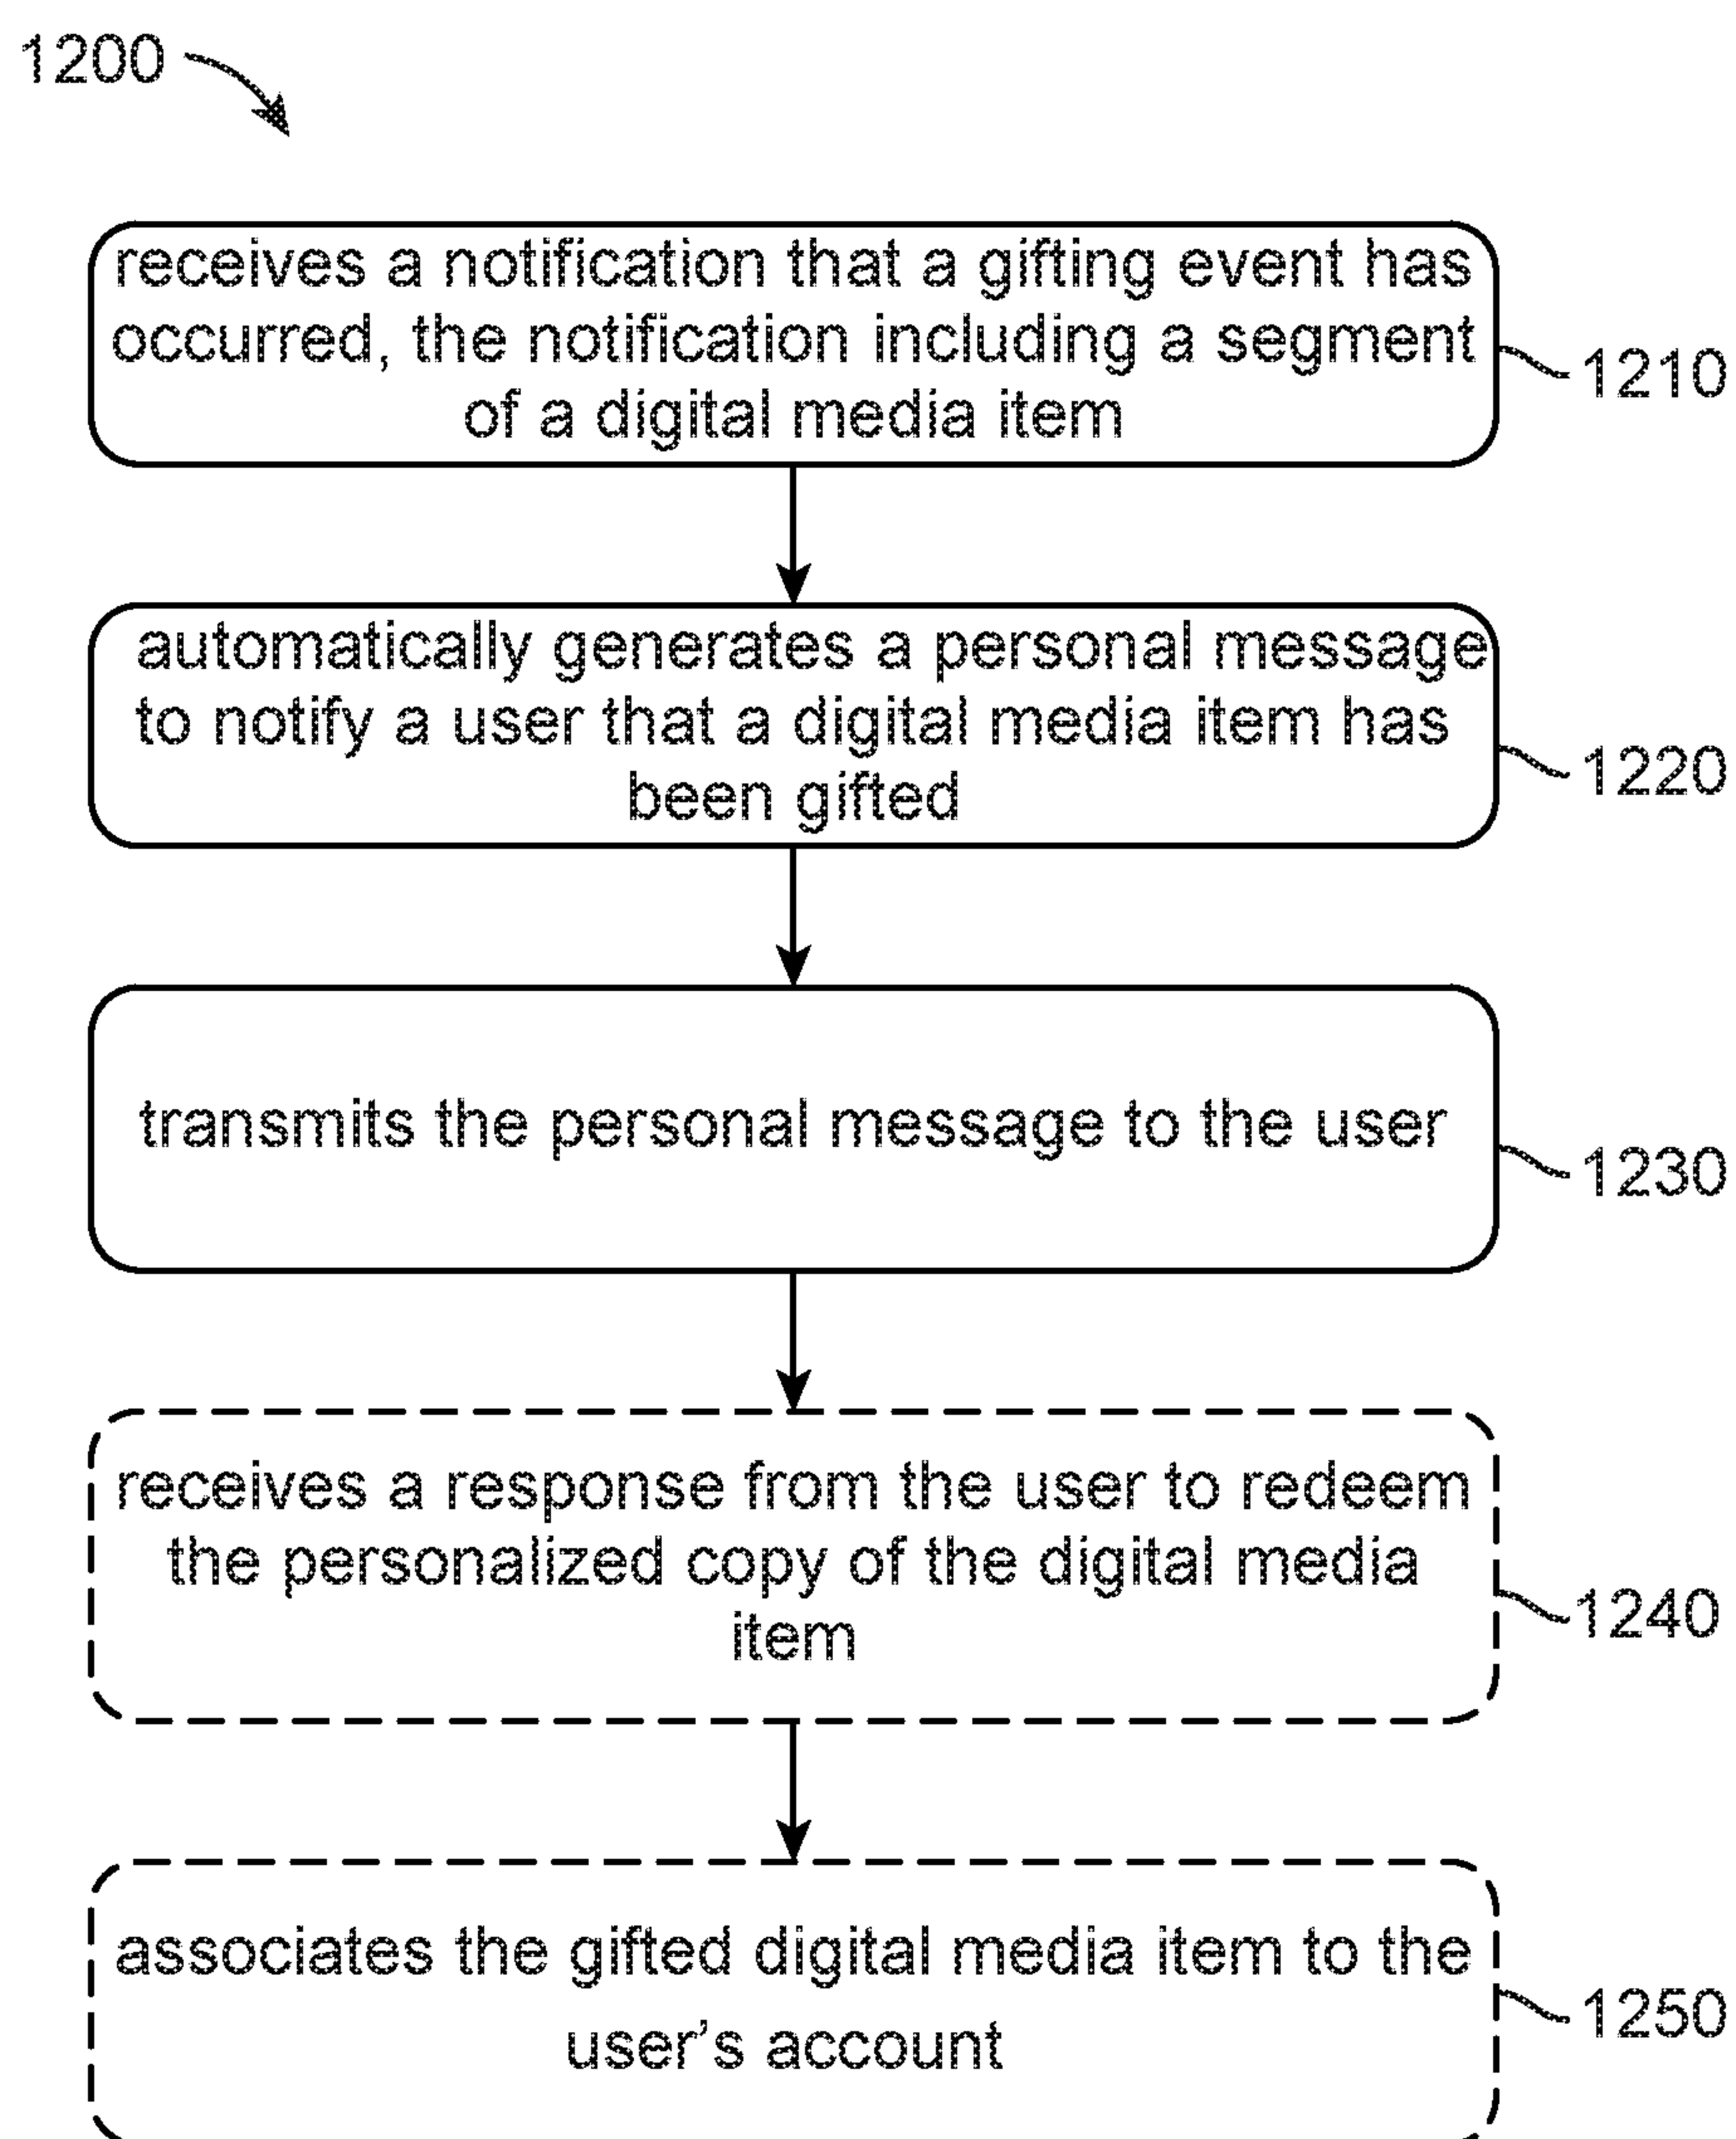 1200
receives a notification that a gifting event has
occurred, the notification including a segment
of a digital media item
1210
automatically generates a personal message
to notify a user that a digital media item has
been gifted
1220
transmits the personal message to the user
1230
receives a response from the user to redeem
the personalized copy of the digital media
item
1240
associates the gifted digital media item to the
user's account
1250